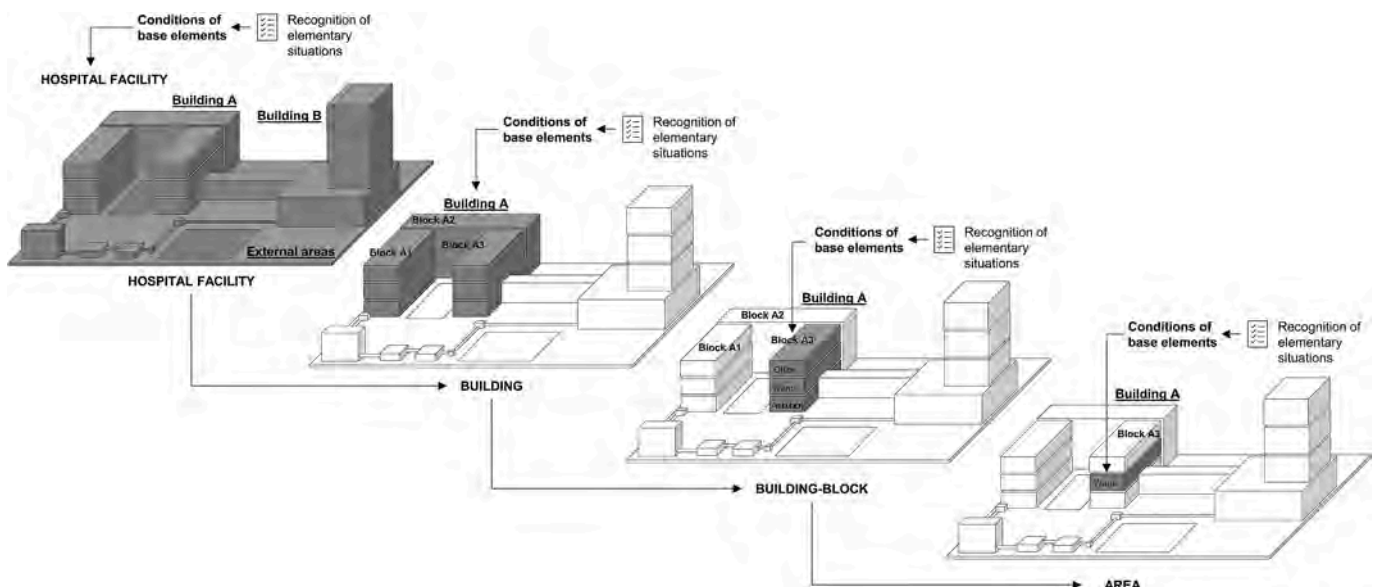 Conditions of
base elements
Recognition of
elementary
situations
HOSPITAL FACILITY
Building A
Building B
External areas
HOSPITAL FACILITY
Conditions of
base elements
Recognition of
elementary
situations
Building A
Block A2
Block A1
Block A3
BUILDING
Conditions of
base elements
Recognition of
elementary
situations
Building A
Block A2
Block A1
Block A3
BUILDING-BLOCK
Conditions of
base elements
Recognition of
elementary
situations
Building A
Block A3
AREA